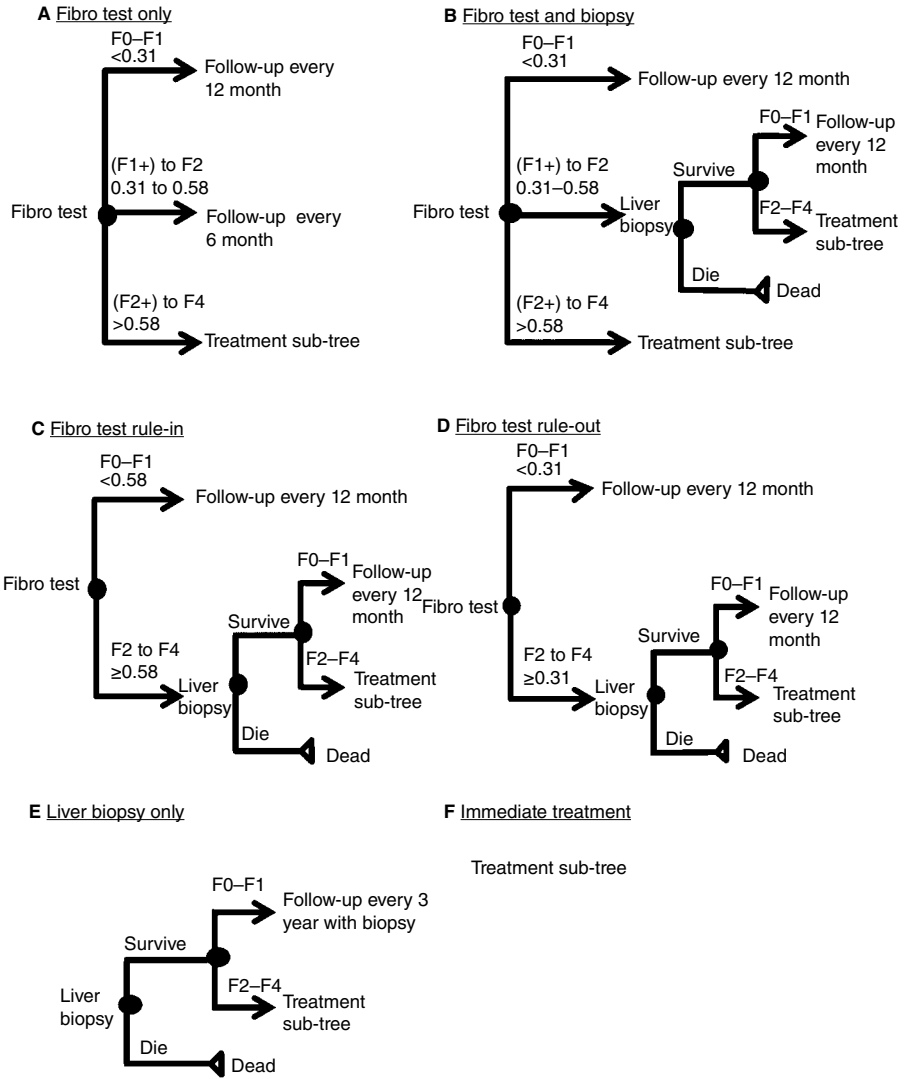 A Fibro test only
F0–F1
<0.31
Follow-up every
12 month
(F1+) to F2
0.31 to 0.58
Fibro test
Follow-up every
6 month
(F2+) to F4
>0.58
Treatment sub-tree
B Fibro test and biopsy
F0–F1
<0.31
Follow-up every 12 month
(F1+) to F2
0.31–0.58
Fibro test
Liver
biopsy
Survive
F0–F1
Follow-up
every 12
month
F2–F4
Treatment
sub-tree
Die
Dead
(F2+) to F4
>0.58
Treatment sub-tree
C Fibro test rule-in
F0–F1
<0.58
Follow-up every 12 month
Fibro test
F2 to F4
≥0.58
Liver
biopsy
Survive
F0–F1
Follow-up
every 12
month
F2–F4
Treatment
sub-tree
Die
Dead
D Fibro test rule-out
F0–F1
<0.31
Follow-up every 12 month
Fibro test
F2 to F4
≥0.31
Liver
biopsy
Survive
F0–F1
Follow-up
every 12
month
F2–F4
Treatment
sub-tree
Die
Dead
E Liver biopsy only
Liver
biopsy
Survive
F0–F1
Follow-up every 3
year with biopsy
F2–F4
Treatment
sub-tree
Die
Dead
F Immediate treatment
Treatment sub-tree